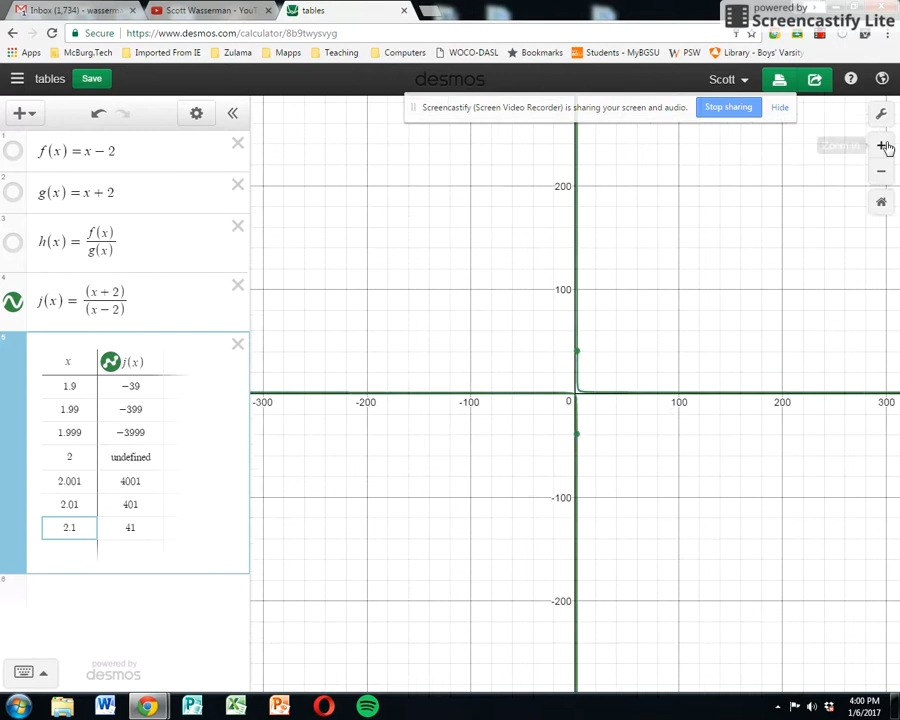 Inbox (1,734) - wasserm
Scott Wasserman - YouT
tables
powered by
Screencastify Lite
Secure
https://www.desmos.com/calculator/8b9twysvyg
Apps
McBurg.Tech
Imported From IE
Zulama
Maps
Teaching
Computers
WOCO-DASL
Bookmarks
Students - MyBGSU
PSW
Library - Boys' Varsity
tables
Save
desmos
Scott
Screencastify (Screen Video Recorder) is sharing your screen and audio.
Stop sharing
Hide
1
f(x) = x − 2
2
g(x) = x + 2
3
h(x) = f(x)/g(x)
4
j(x) = (x + 2)/(x − 2)
5
x j(x)
1.9 −39
1.99 −399
1.999 −3999
2 undefined
2.001 4001
2.01 401
2.1 41
6
powered by
desmos
Zoom In
200
100
-300 -200 -100 0 100 200 300
-100
-200
4:00 PM
1/6/2017